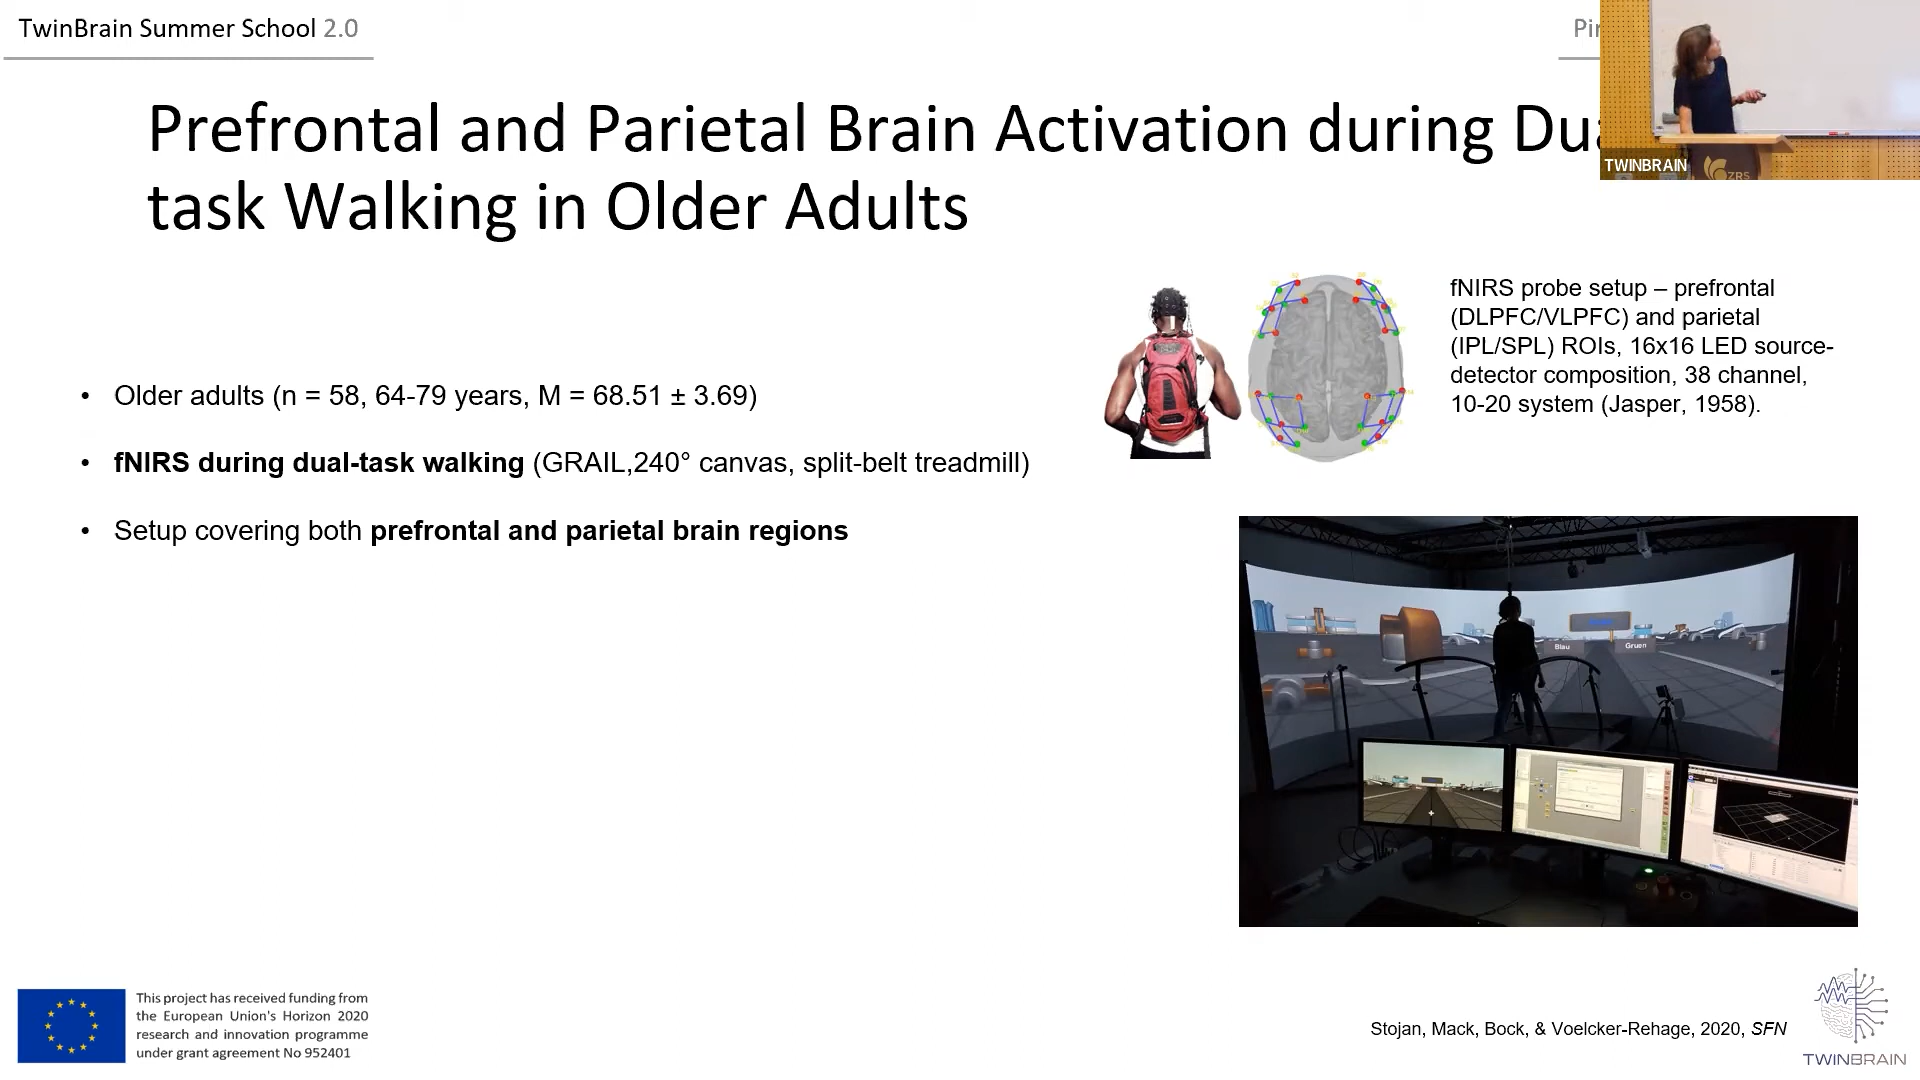 TwinBrain Summer School 2.0
Prefrontal and Parietal Brain Activation during
task Walking in Older Adults
TWINBRAIN
ZRS
fNIRS probe setup – prefrontal
(DLPFC/VLPFC) and parietal
(IPL/SPL) ROIs, 16x16 LED source-
detector composition, 38 channel,
10-20 system (Jasper, 1958).
• Older adults (n = 58, 64-79 years, M = 68.51 ± 3.69)
• fNIRS during dual-task walking (GRAIL,240° canvas, split-belt treadmill)
• Setup covering both prefrontal and parietal brain regions
Blau
Gruen
This project has received funding from
the European Union's Horizon 2020
research and innovation programme
under grant agreement No 952401
Stojan, Mack, Bock, & Voelcker-Rehage, 2020, SFN
TWINBRAIN